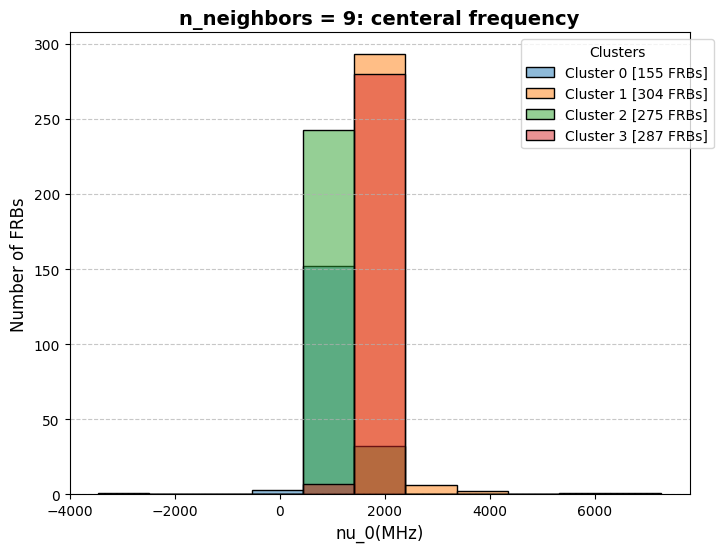 n_neighbors = 9: centeral frequency
Clusters
Cluster 0 [155 FRBs]
Cluster 1 [304 FRBs]
Cluster 2 [275 FRBs]
Cluster 3 [287 FRBs]
Number of FRBs
300
250
200
150
100
50
0
−4000 −2000 0 2000 4000 6000
nu_0(MHz)